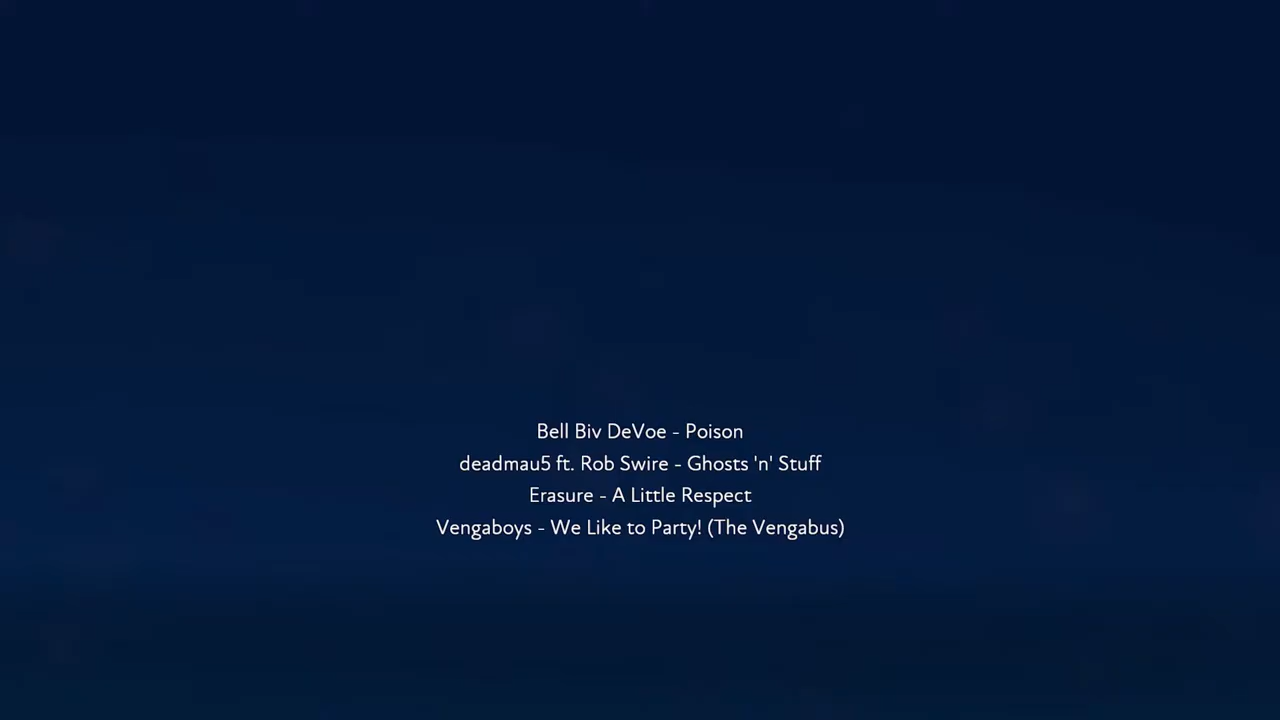 Bell Biv DeVoe - Poison
deadmau5 ft. Rob Swire - Ghosts 'n' Stuff
Erasure - A Little Respect
Vengaboys - We Like to Party! (The Vengabus)